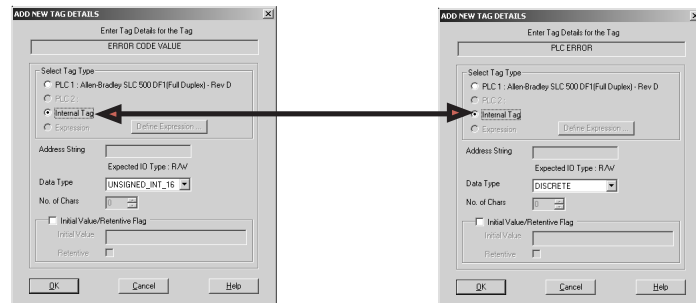 ADD NEW TAG DETAILS
Enter Tag Details for the Tag
ERROR CODE VALUE
Select Tag Type
PLC 1 : Allen-Bradley SLC 500 DF1(Full Duplex) - Rev D
PLC 2 :
Internal Tag
Expression
Define Expression ...
Address String
Expected IO Type : R/W
Data Type
UNSIGNED_INT_16
No. of Chars
0
Initial Value/Retentive Flag
Initial Value
Retentive
OK
Cancel
Help
ADD NEW TAG DETAILS
Enter Tag Details for the Tag
PLC ERROR
Select Tag Type
PLC 1 : Allen-Bradley SLC 500 DF1(Full Duplex) - Rev D
PLC 2 :
Internal Tag
Expression
Define Expression ...
Address String
Expected IO Type : R/W
Data Type
DISCRETE
No. of Chars
0
Initial Value/Retentive Flag
Initial Value
Retentive
OK
Cancel
Help